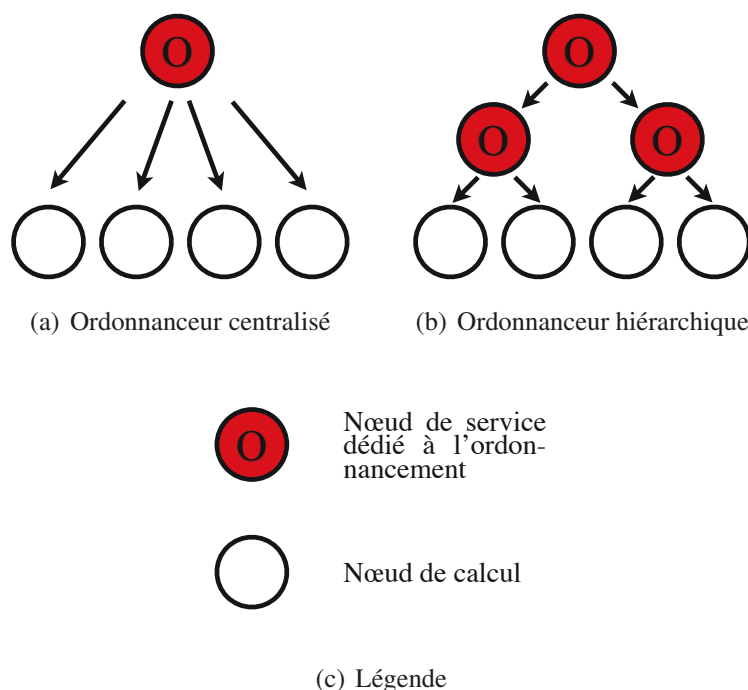 O
O
O
O
(a) Ordonnanceur centralisé
(b) Ordonnanceur hiérarchique
O
Nœud de service
dédié à l'ordon-
nancement
Nœud de calcul
(c) Légende